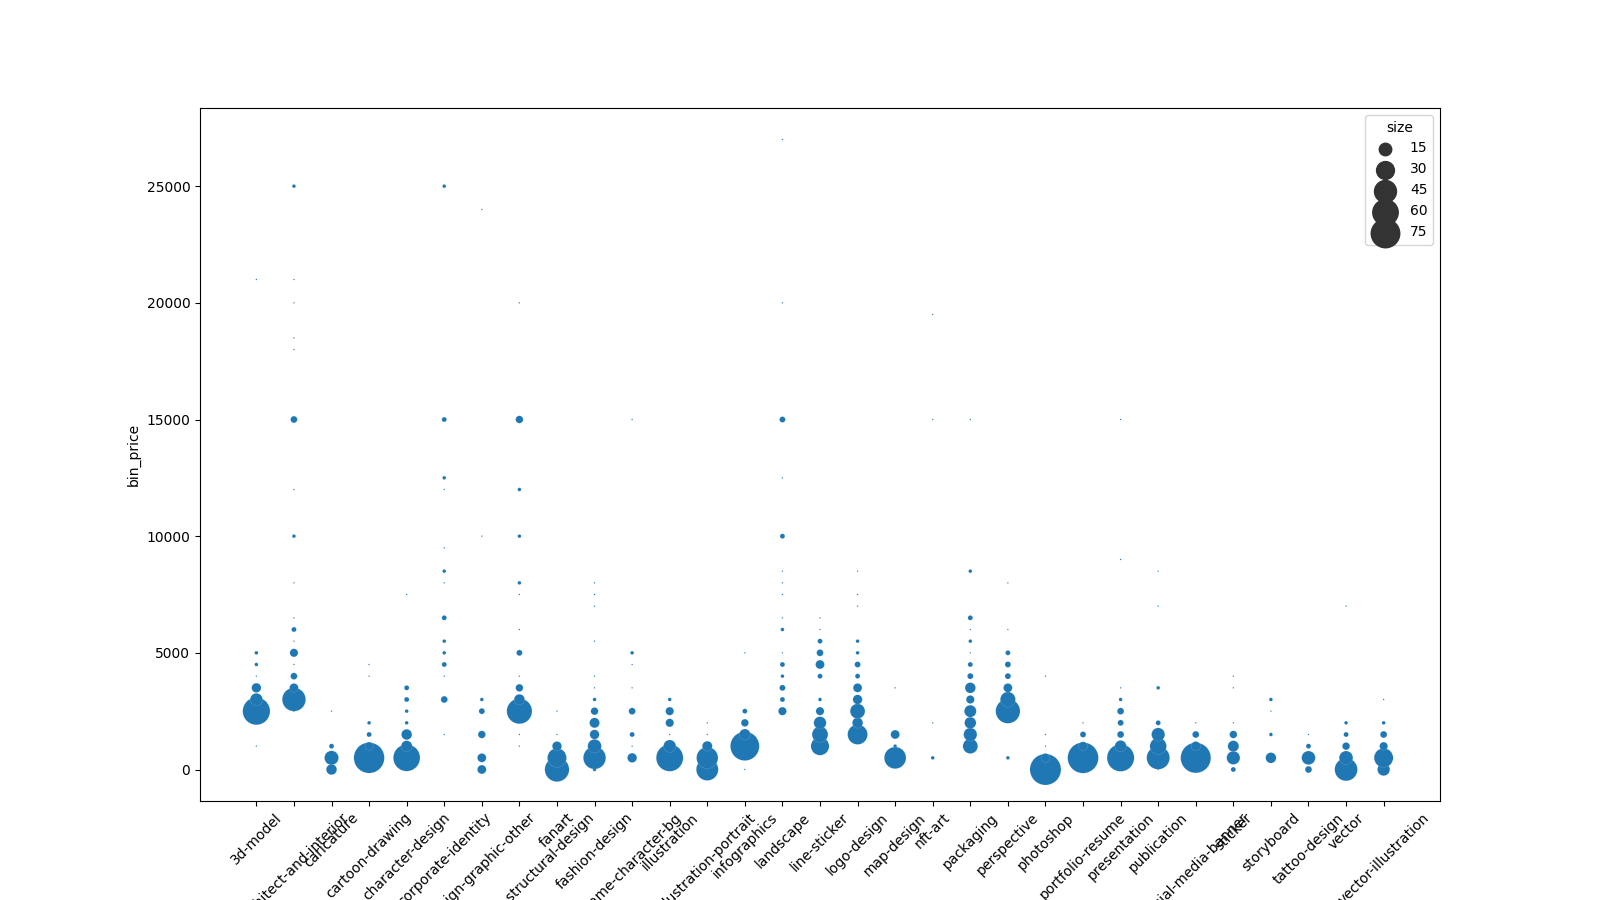 size
15
30
45
60
75
bin_price
25000
20000
15000
10000
5000
0
3d-model
caricature
cartoon-drawing
character-design
fanart
fashion-design
illustration
infographics
landscape
line-sticker
logo-design
map-design
nft-art
packaging
perspective
photoshop
portfolio-resume
presentation
publication
sticker
storyboard
tattoo-design
vector
vector-illustration